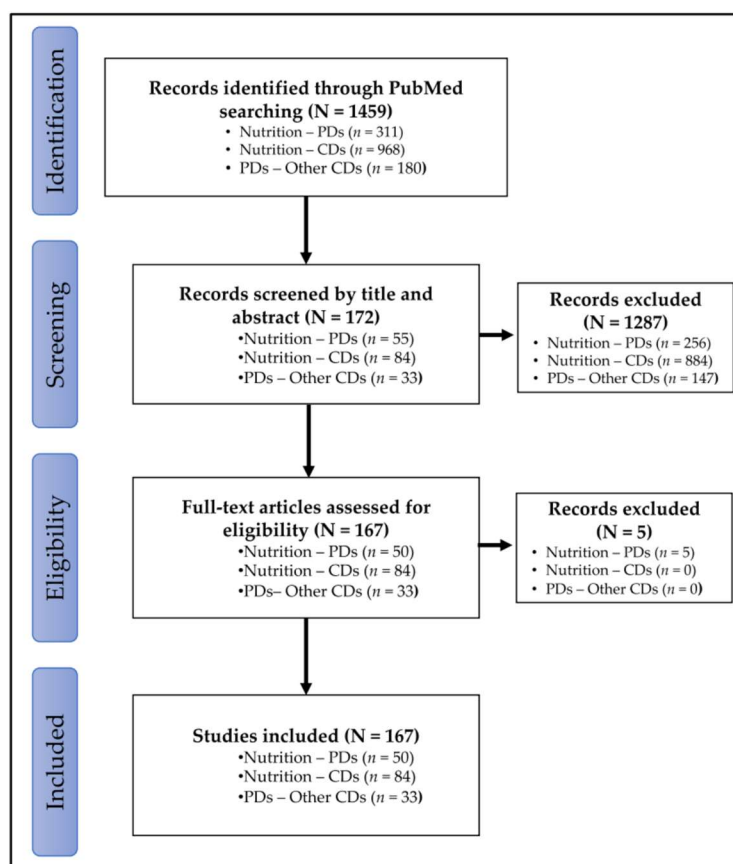 Identification
Records identified through PubMed
searching (N = 1459)
• Nutrition – PDs (n = 311)
• Nutrition – CDs (n = 968)
• PDs – Other CDs (n = 180)
Screening
Records screened by title and
abstract (N = 172)
•Nutrition – PDs (n = 55)
•Nutrition – CDs (n = 84)
•PDs – Other CDs (n = 33)
Records excluded
(N = 1287)
• Nutrition – PDs (n = 256)
• Nutrition – CDs (n = 884)
• PDs – Other CDs (n = 147)
Eligibility
Full-text articles assessed for
eligibility (N = 167)
•Nutrition – PDs (n = 50)
•Nutrition – CDs (n = 84)
•PDs– Other CDs (n = 33)
Records excluded
(N = 5)
• Nutrition – PDs (n = 5)
• Nutrition – CDs (n = 0)
• PDs – Other CDs (n = 0)
Included
Studies included (N = 167)
•Nutrition – PDs (n = 50)
•Nutrition – CDs (n = 84)
•PDs – Other CDs (n = 33)